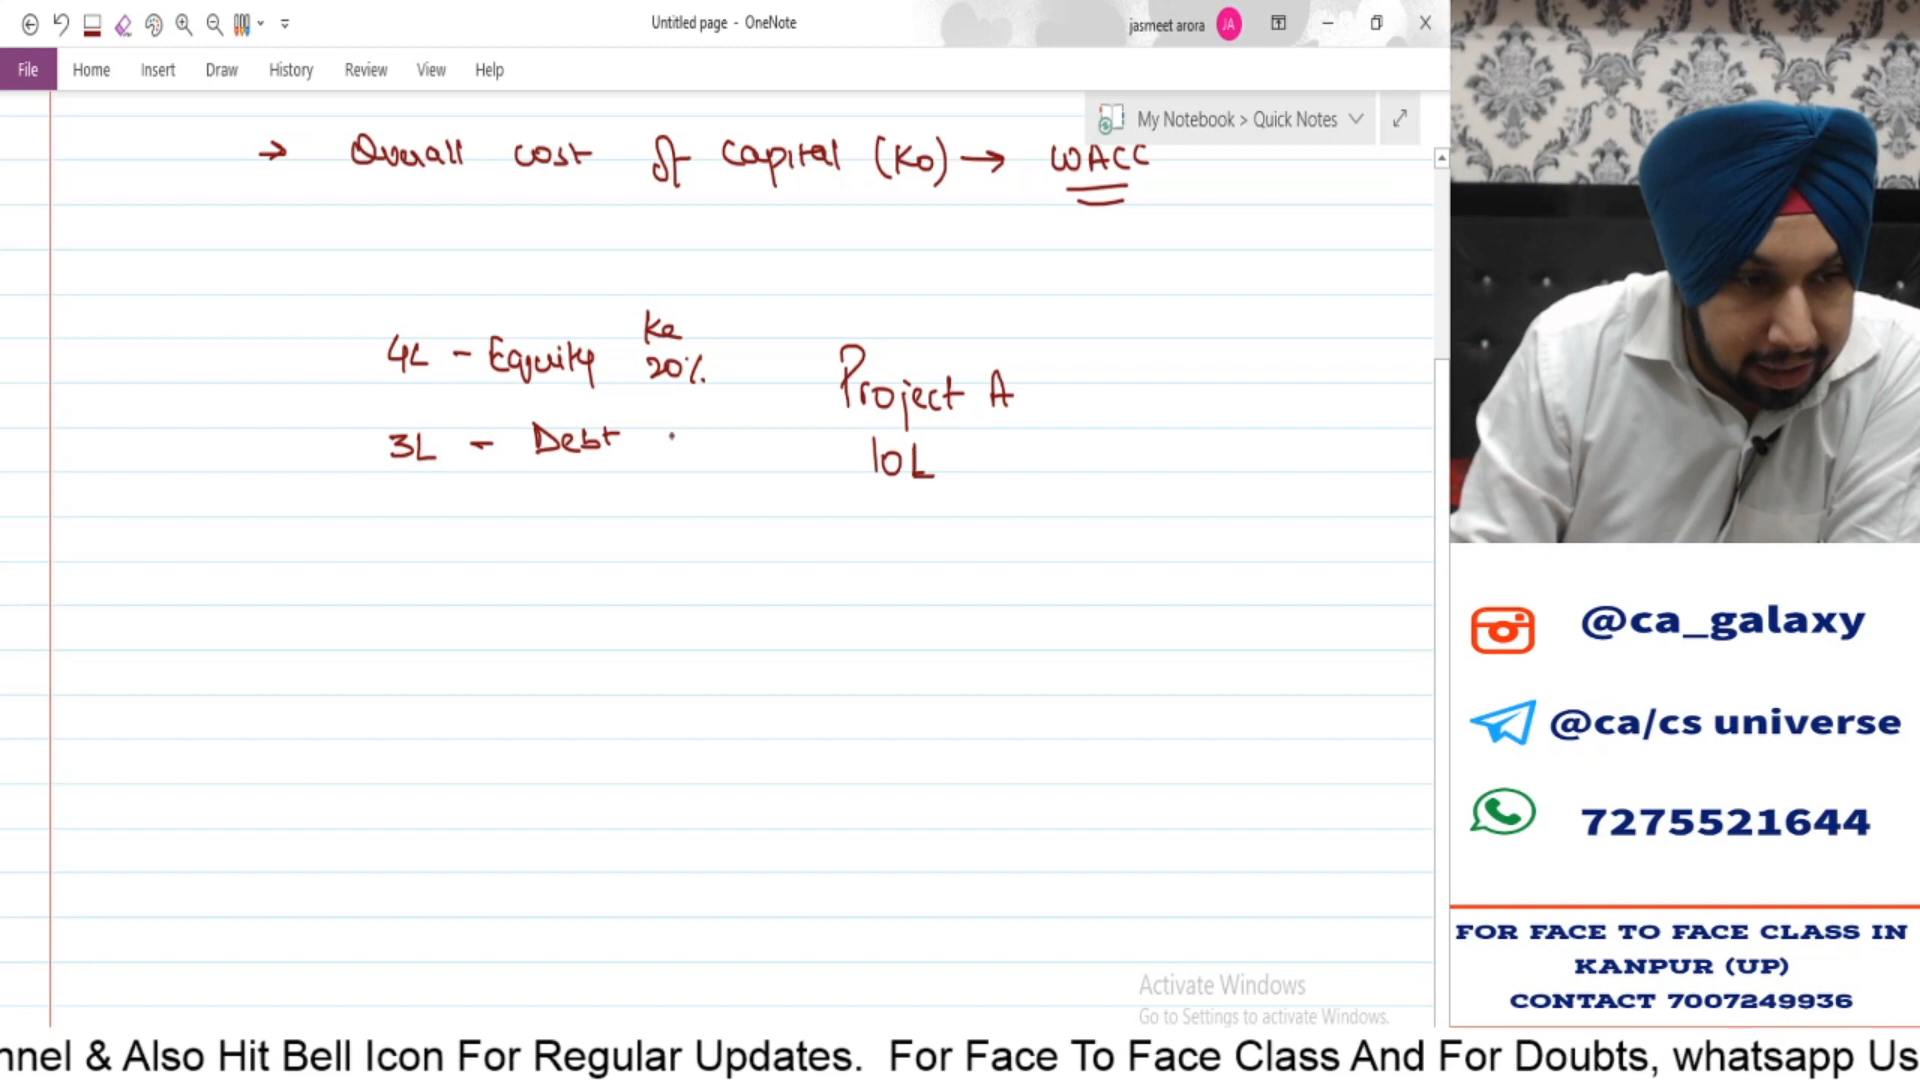 Untitled page - OneNote
jasmeet arora
JA
File
Home
Insert
Draw
History
Review
View
Help
My Notebook > Quick Notes
→ Overall cost of capital (Ko) → WACC
Ke
4L - Equity 20%
Project A
3L - Debt
10L
@ca_galaxy
@ca/cs universe
7275521644
FOR FACE TO FACE CLASS IN
KANPUR (UP)
CONTACT 7007249936
Activate Windows
Go to Settings to activate Windows.
nnel & Also Hit Bell Icon For Regular Updates. For Face To Face Class And For Doubts, whatsapp Us